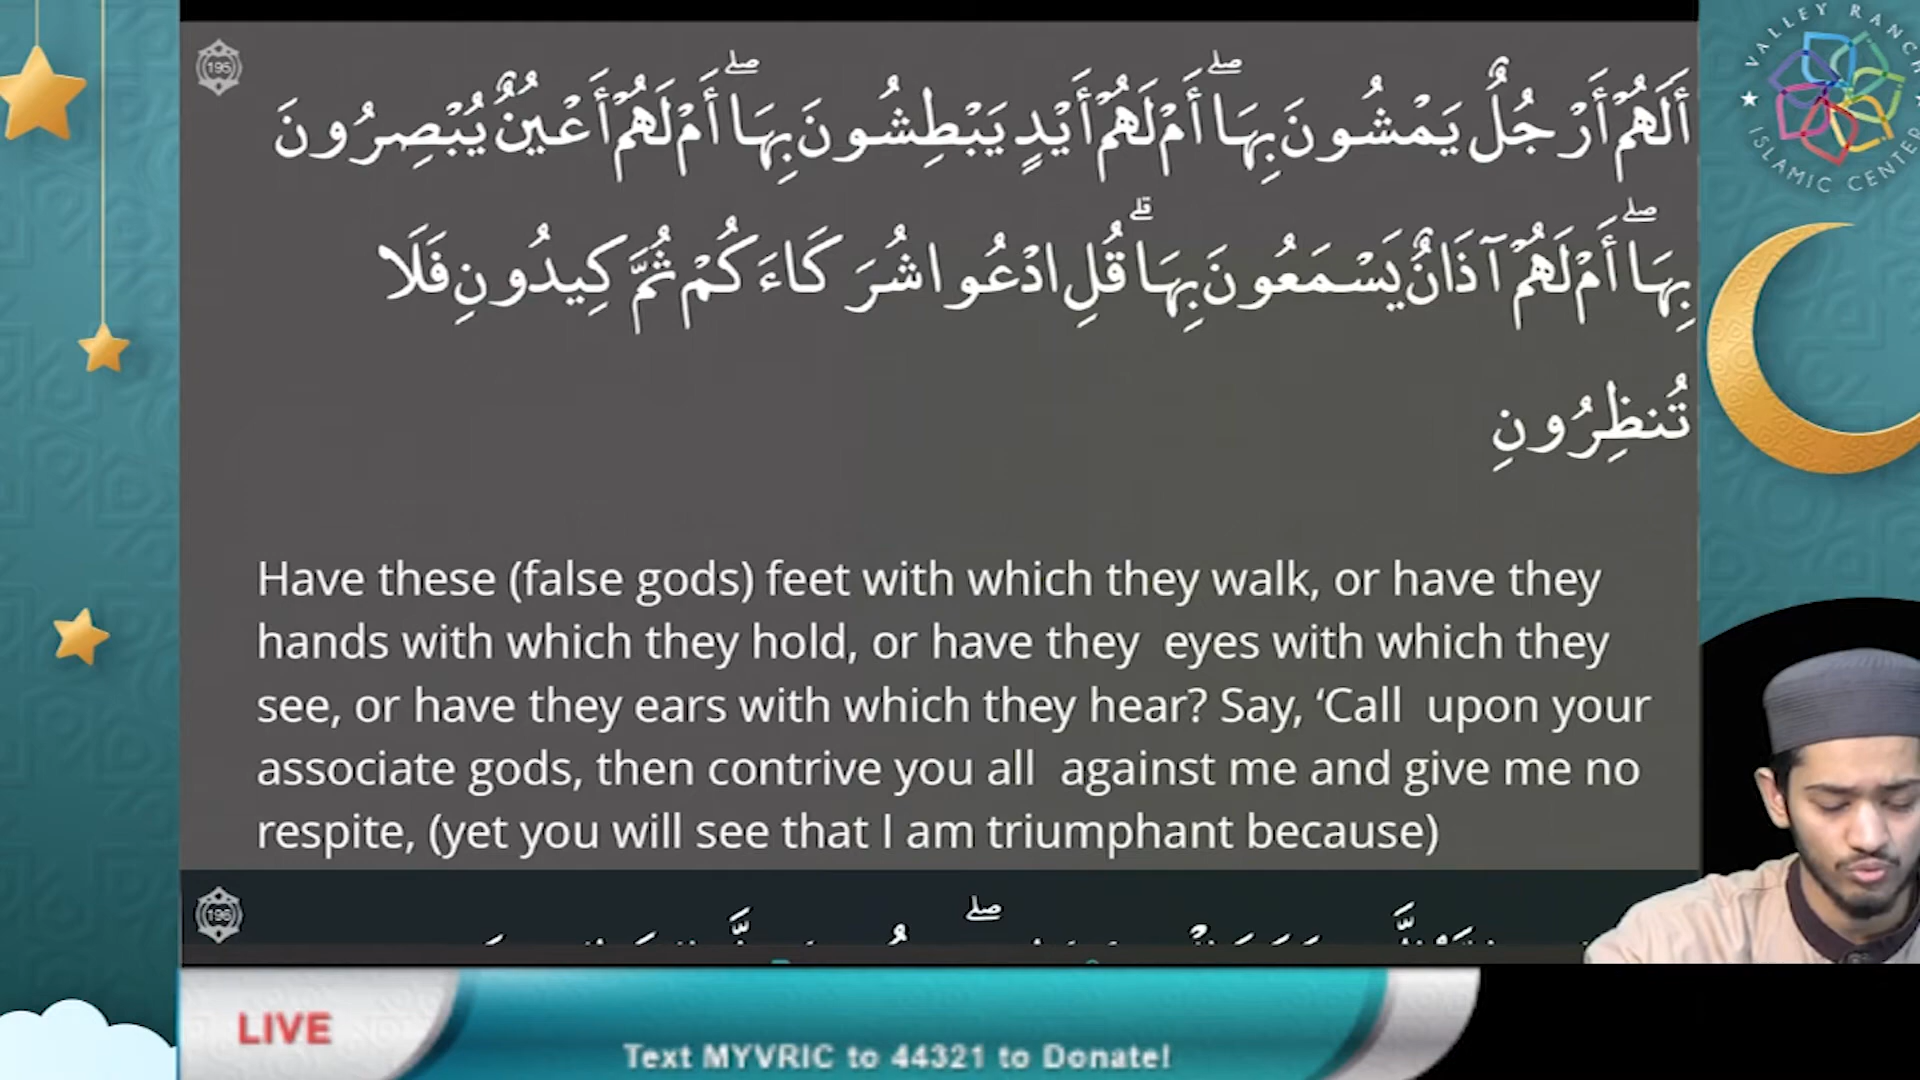 195
أَلَهُمْ أَرْجُلٌ يَمْشُونَ بِهَا ۖ أَمْ لَهُمْ أَيْدٍ يَبْطِشُونَ بِهَا ۖ أَمْ لَهُمْ أَعْيُنٌ يُبْصِرُونَ
بِهَا ۖ أَمْ لَهُمْ آذَانٌ يَسْمَعُونَ بِهَا ۗ قُلِ ادْعُوا شُرَكَاءَكُمْ ثُمَّ كِيدُونِ فَلَا
تُنظِرُونِ
Have these (false gods) feet with which they walk, or have they
hands with which they hold, or have they eyes with which they
see, or have they ears with which they hear? Say, ‘Call upon your
associate gods, then contrive you all against me and give me no
respite, (yet you will see that I am triumphant because)
196
VALLEY RANCH
ISLAMIC CENTER
LIVE
Text MYVRIC to 44321 to Donate!